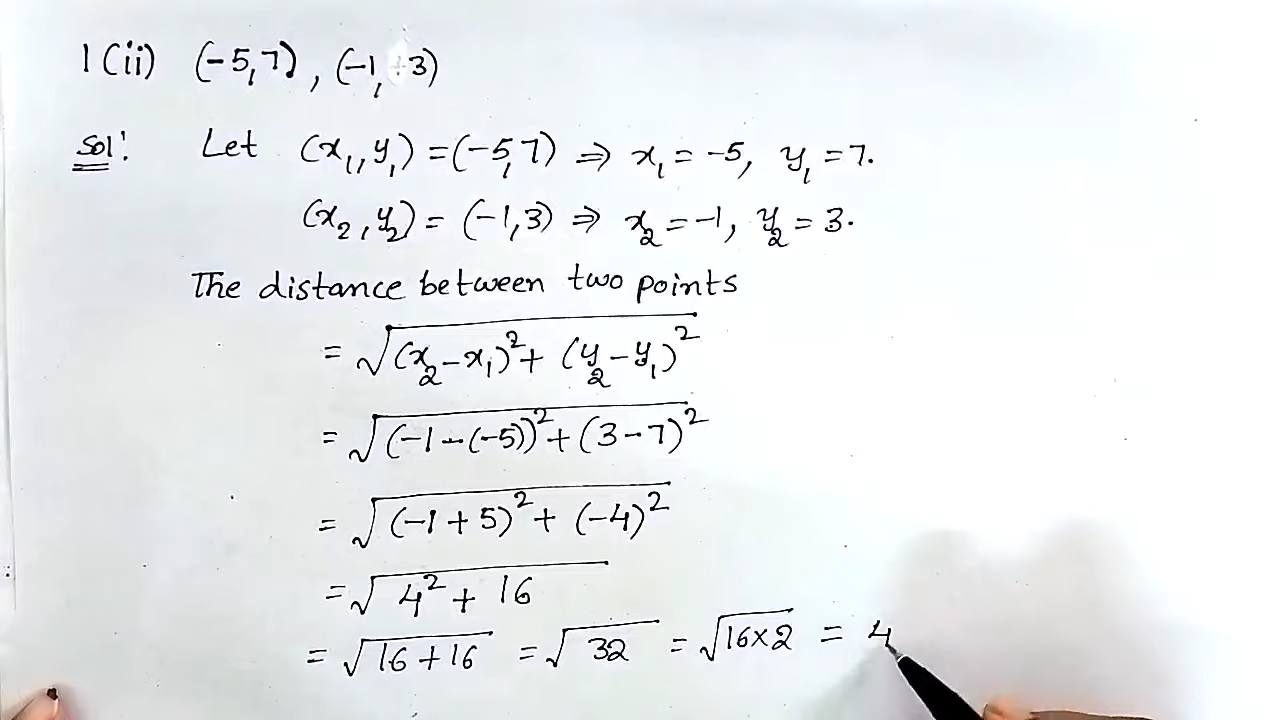 1(ii) (-5,7), (-1, 3)
Sol: Let (x₁, y₁) = (-5,7) ⇒ x₁ = -5, y₁ = 7.
(x₂, y₂) = (-1,3) ⇒ x₂ = -1, y₂ = 3.
The distance between two points
= √((x₂ - x₁)² + (y₂ - y₁)²)
= √((-1-(-5))² + (3-7)²)
= √((-1+5)² + (-4)²)
= √(4² + 16)
= √(16+16) = √32 = √(16×2) = 4